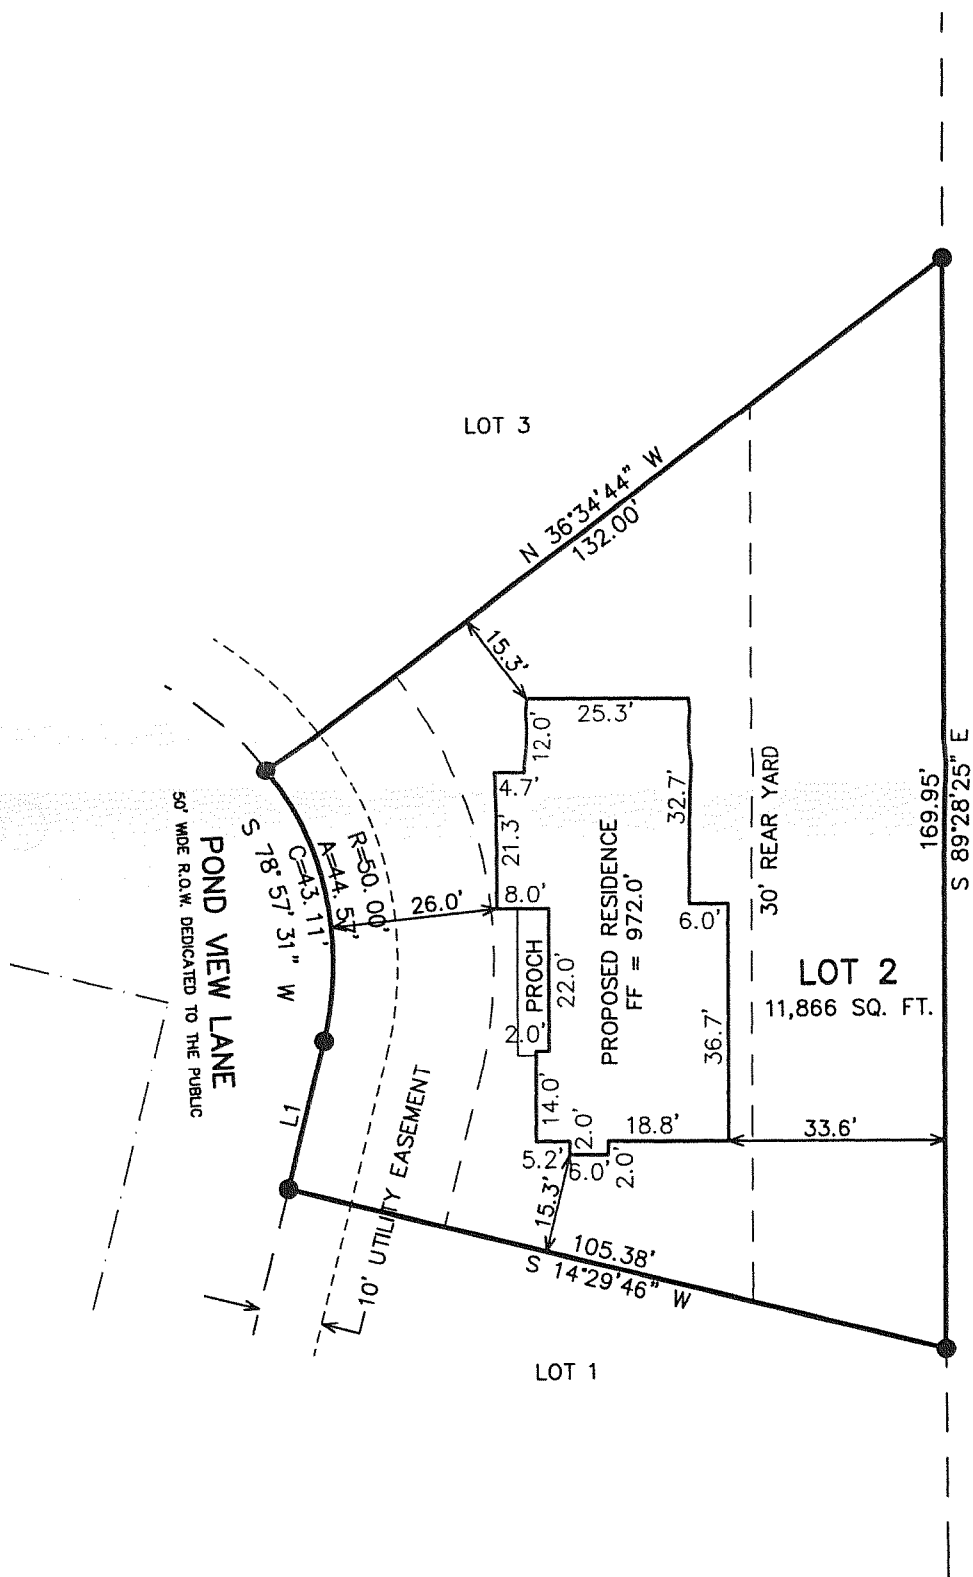 LOT 3
N 36°34'44" W
132.00'
15.3'
25.3'
12.0'
4.7'
32.7'
21.3'
8.0'
26.0'
6.0'
PROCH
22.0'
2.0'
PROPOSED RESIDENCE
FF = 972.0'
36.7'
14.0'
2.0'
18.8'
5.2'
6.0'
2.0'
15.3'
33.6'
30' REAR YARD
LOT 2
11,866 SQ. FT.
169.95'
S 89°28'25" E
R=50.00'
A=44.57'
C=43.11'
S 78°57'31" W
POND VIEW LANE
50' WIDE R.O.W. DEDICATED TO THE PUBLIC
L1
10' UTILITY EASEMENT
105.38'
S 14°29'46" W
LOT 1